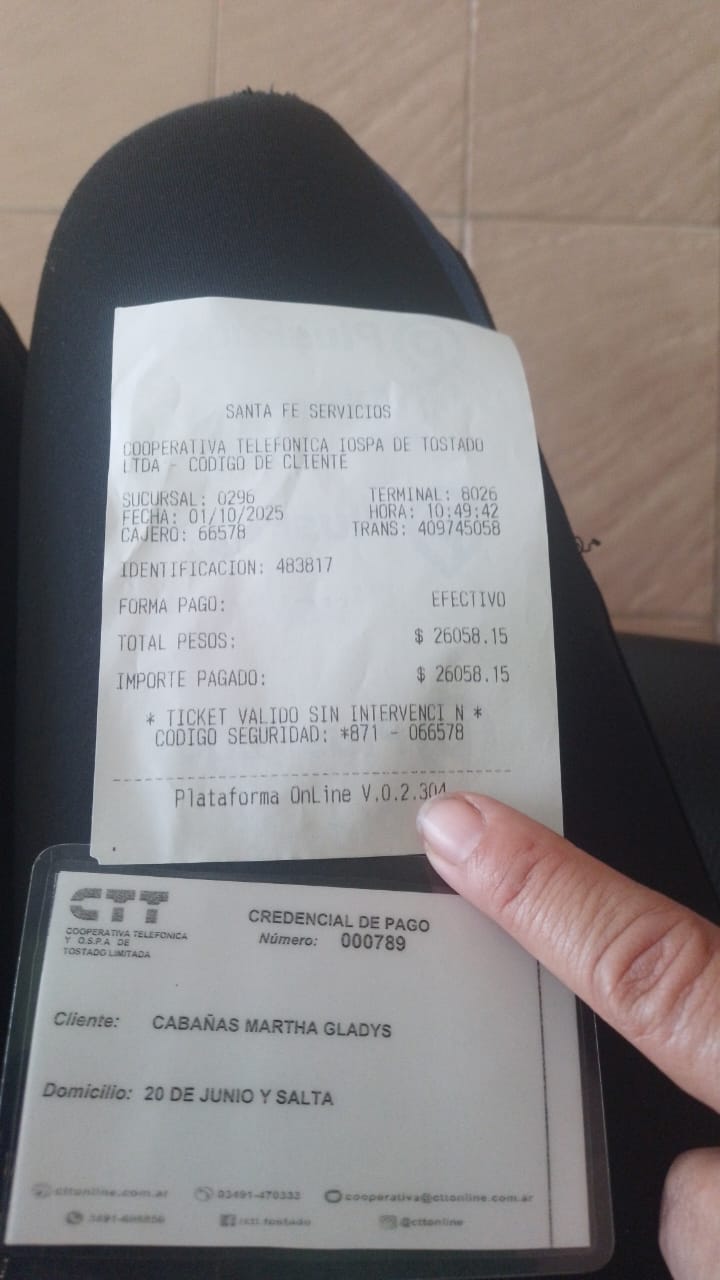 SANTA FE SERVICIOS
COOPERATIVA TELEFONICA IOSPA DE TOSTADO
LTDA - CODIGO DE CLIENTE
SUCURSAL: 0296 TERMINAL: 8026
FECHA: 01/10/2025 HORA: 10:49:42
CAJERO: 66578 TRANS: 409745058
IDENTIFICACION: 483817
FORMA PAGO: EFECTIVO
TOTAL PESOS: $ 26058.15
IMPORTE PAGADO: $ 26058.15
* TICKET VALIDO SIN INTERVENCI N *
CODIGO SEGURIDAD: *871 - 066578
Plataforma OnLine V.0.2.304
CTT
COOPERATIVA TELEFONICA
Y O.S.P.A DE
TOSTADO LIMITADA
CREDENCIAL DE PAGO
Número: 000789
Cliente: CABAÑAS MARTHA GLADYS
Domicilio: 20 DE JUNIO Y SALTA
cttonline.com.ar 03491-470333 cooperativa@cttonline.com.ar
/ctt.tostado @cttonline